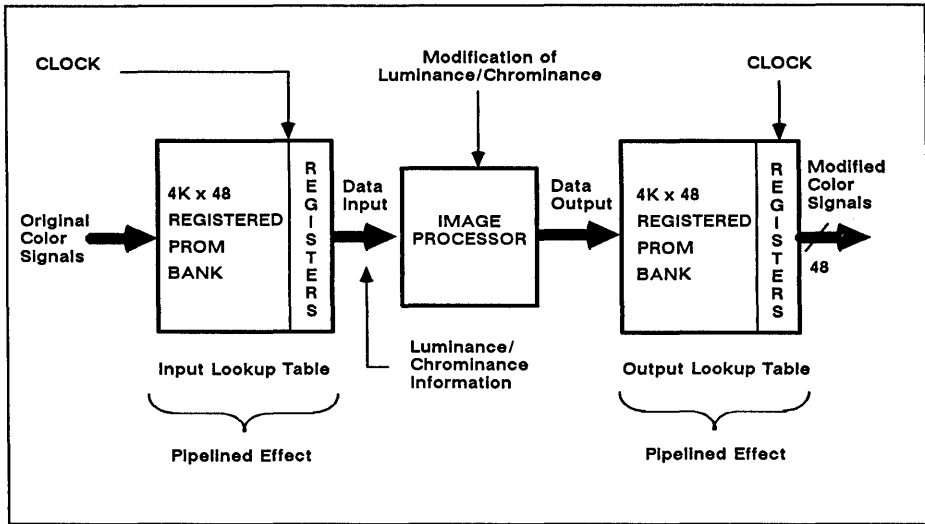 CLOCK
Modification of
Luminance/Chrominance
CLOCK
Original
Color
Signals
4K x 48
REGISTERED
PROM
BANK
REGISTERS
Data
Input
IMAGE
PROCESSOR
Data
Output
4K x 48
REGISTERED
PROM
BANK
REGISTERS
Modified
Color
Signals
48
Input Lookup Table
Luminance/
Chrominance
Information
Output Lookup Table
Pipelined Effect
Pipelined Effect